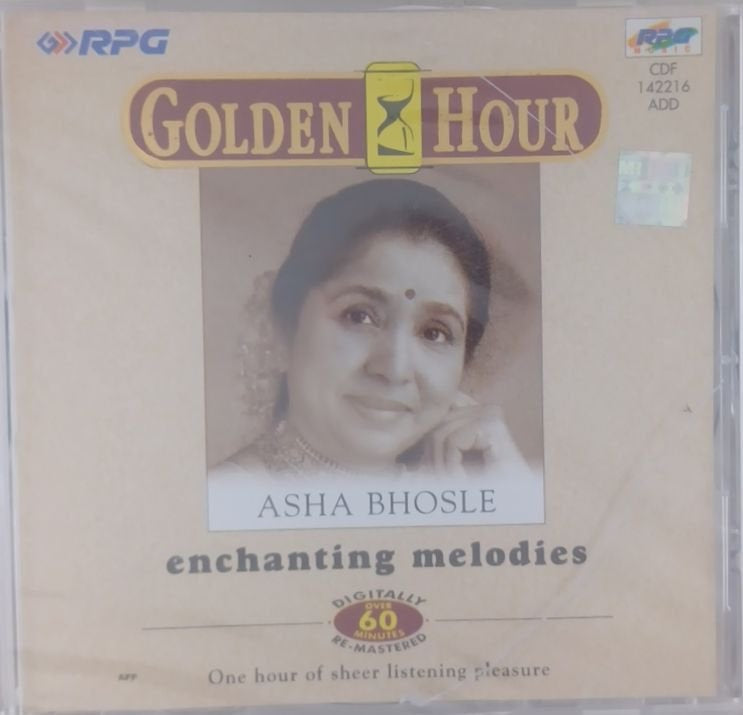 RPG
RPG
MUSIC
CDF
142216
ADD
GOLDEN HOUR
ASHA BHOSLE
enchanting melodies
DIGITALLY
OVER
60
MINUTES
RE-MASTERED
One hour of sheer listening pleasure